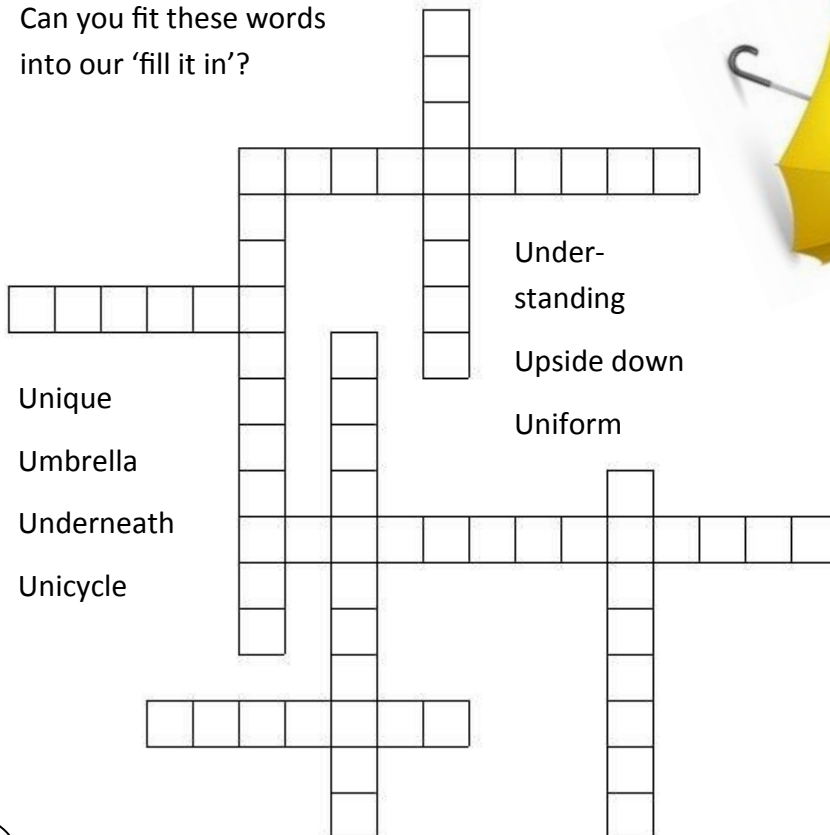 Can you fit these words
into our ‘fill it in’?
Under-
standing
Upside down
Uniform
Unique
Umbrella
Underneath
Unicycle